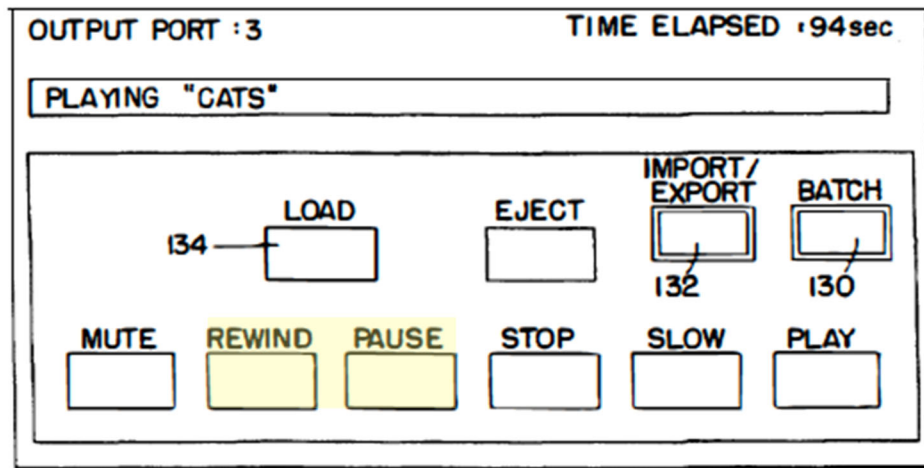 OUTPUT PORT : 3 TIME ELAPSED : 94sec
PLAYING "CATS"
IMPORT/
LOAD EJECT EXPORT BATCH
134
132 130
MUTE REWIND PAUSE STOP SLOW PLAY